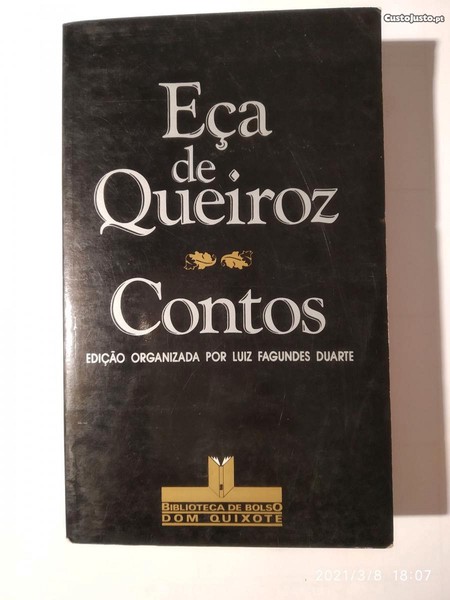 CustoJusto.pt
Eça
de
Queiroz
Contos
EDIÇÃO ORGANIZADA POR LUIZ FAGUNDES DUARTE
BIBLIOTECA DE BOLSO
DOM QUIXOTE
2021/3/8 18:07